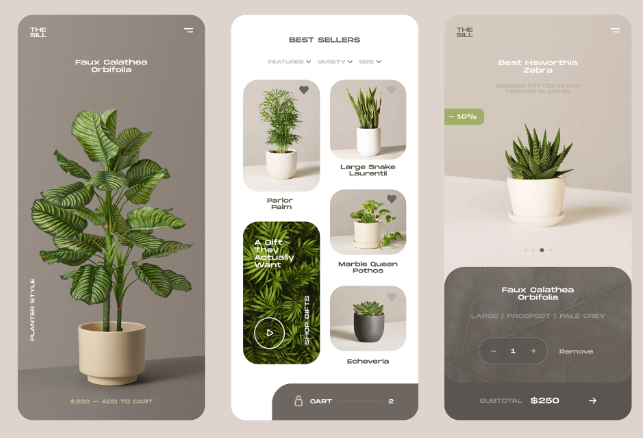 THE
SILL
Faux Calathea
Orbifolia
PLANTER STYLE
$250 — ADD TO CART
BEST SELLERS
FEATURES VARIETY SIZE
Parlor
Palm
Large Snake
Laurentii
A Gift
They
Actually
Want
SHOP GIFTS
Marble Queen
Pothos
Echeveria
CART 2
THE
SILL
Best Haworthia
Zebra
ARRIVES POTTED IN OUR
CERAMIC PLANTER
- 10%
Faux Calathea
Orbifolia
LARGE / PROSPECT / PALE GREY
− 1 +
Remove
SUBTOTAL $250